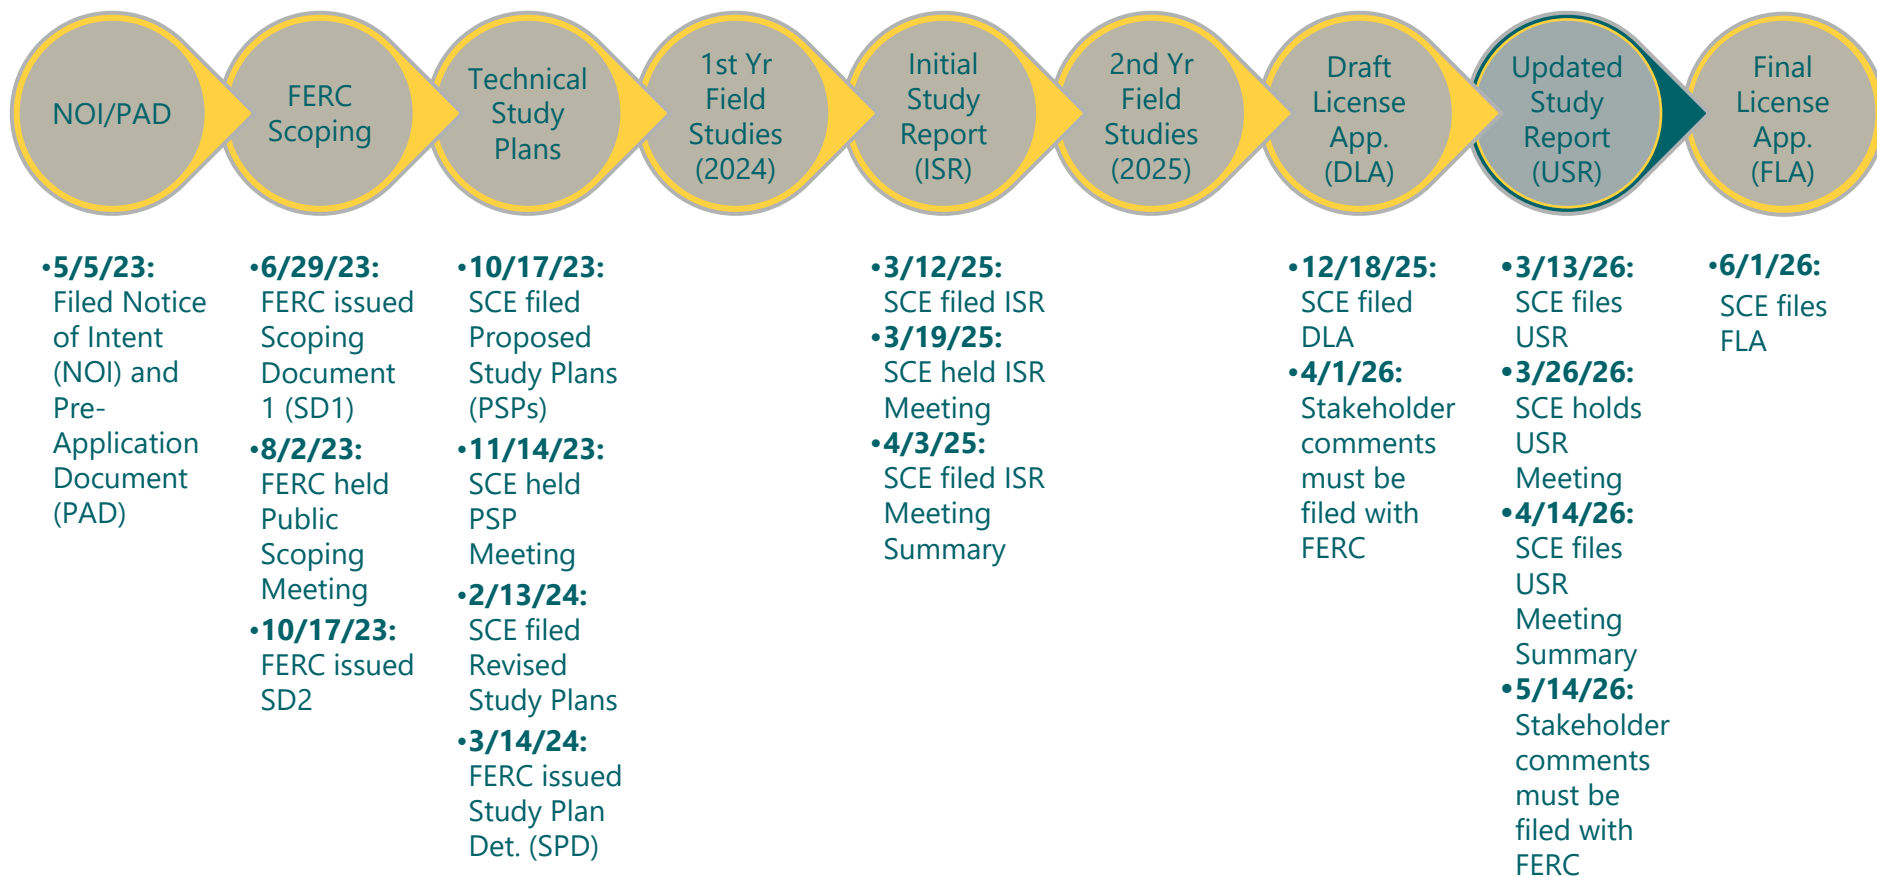 NOI/PAD
FERC
Scoping
Technical
Study
Plans
1st Yr
Field
Studies
(2024)
Initial
Study
Report
(ISR)
2nd Yr
Field
Studies
(2025)
Draft
License
App.
(DLA)
Updated
Study
Report
(USR)
Final
License
App.
(FLA)
•5/5/23:
Filed Notice
of Intent
(NOI) and
Pre-
Application
Document
(PAD)
•6/29/23:
FERC issued
Scoping
Document
1 (SD1)
•8/2/23:
FERC held
Public
Scoping
Meeting
•10/17/23:
FERC issued
SD2
•10/17/23:
SCE filed
Proposed
Study Plans
(PSPs)
•11/14/23:
SCE held
PSP
Meeting
•2/13/24:
SCE filed
Revised
Study Plans
•3/14/24:
FERC issued
Study Plan
Det. (SPD)
•3/12/25:
SCE filed ISR
•3/19/25:
SCE held ISR
Meeting
•4/3/25:
SCE filed ISR
Meeting
Summary
•12/18/25:
SCE filed
DLA
•4/1/26:
Stakeholder
comments
must be
filed with
FERC
•3/13/26:
SCE files
USR
•3/26/26:
SCE holds
USR
Meeting
•4/14/26:
SCE files
USR
Meeting
Summary
•5/14/26:
Stakeholder
comments
must be
filed with
FERC
•6/1/26:
SCE files
FLA